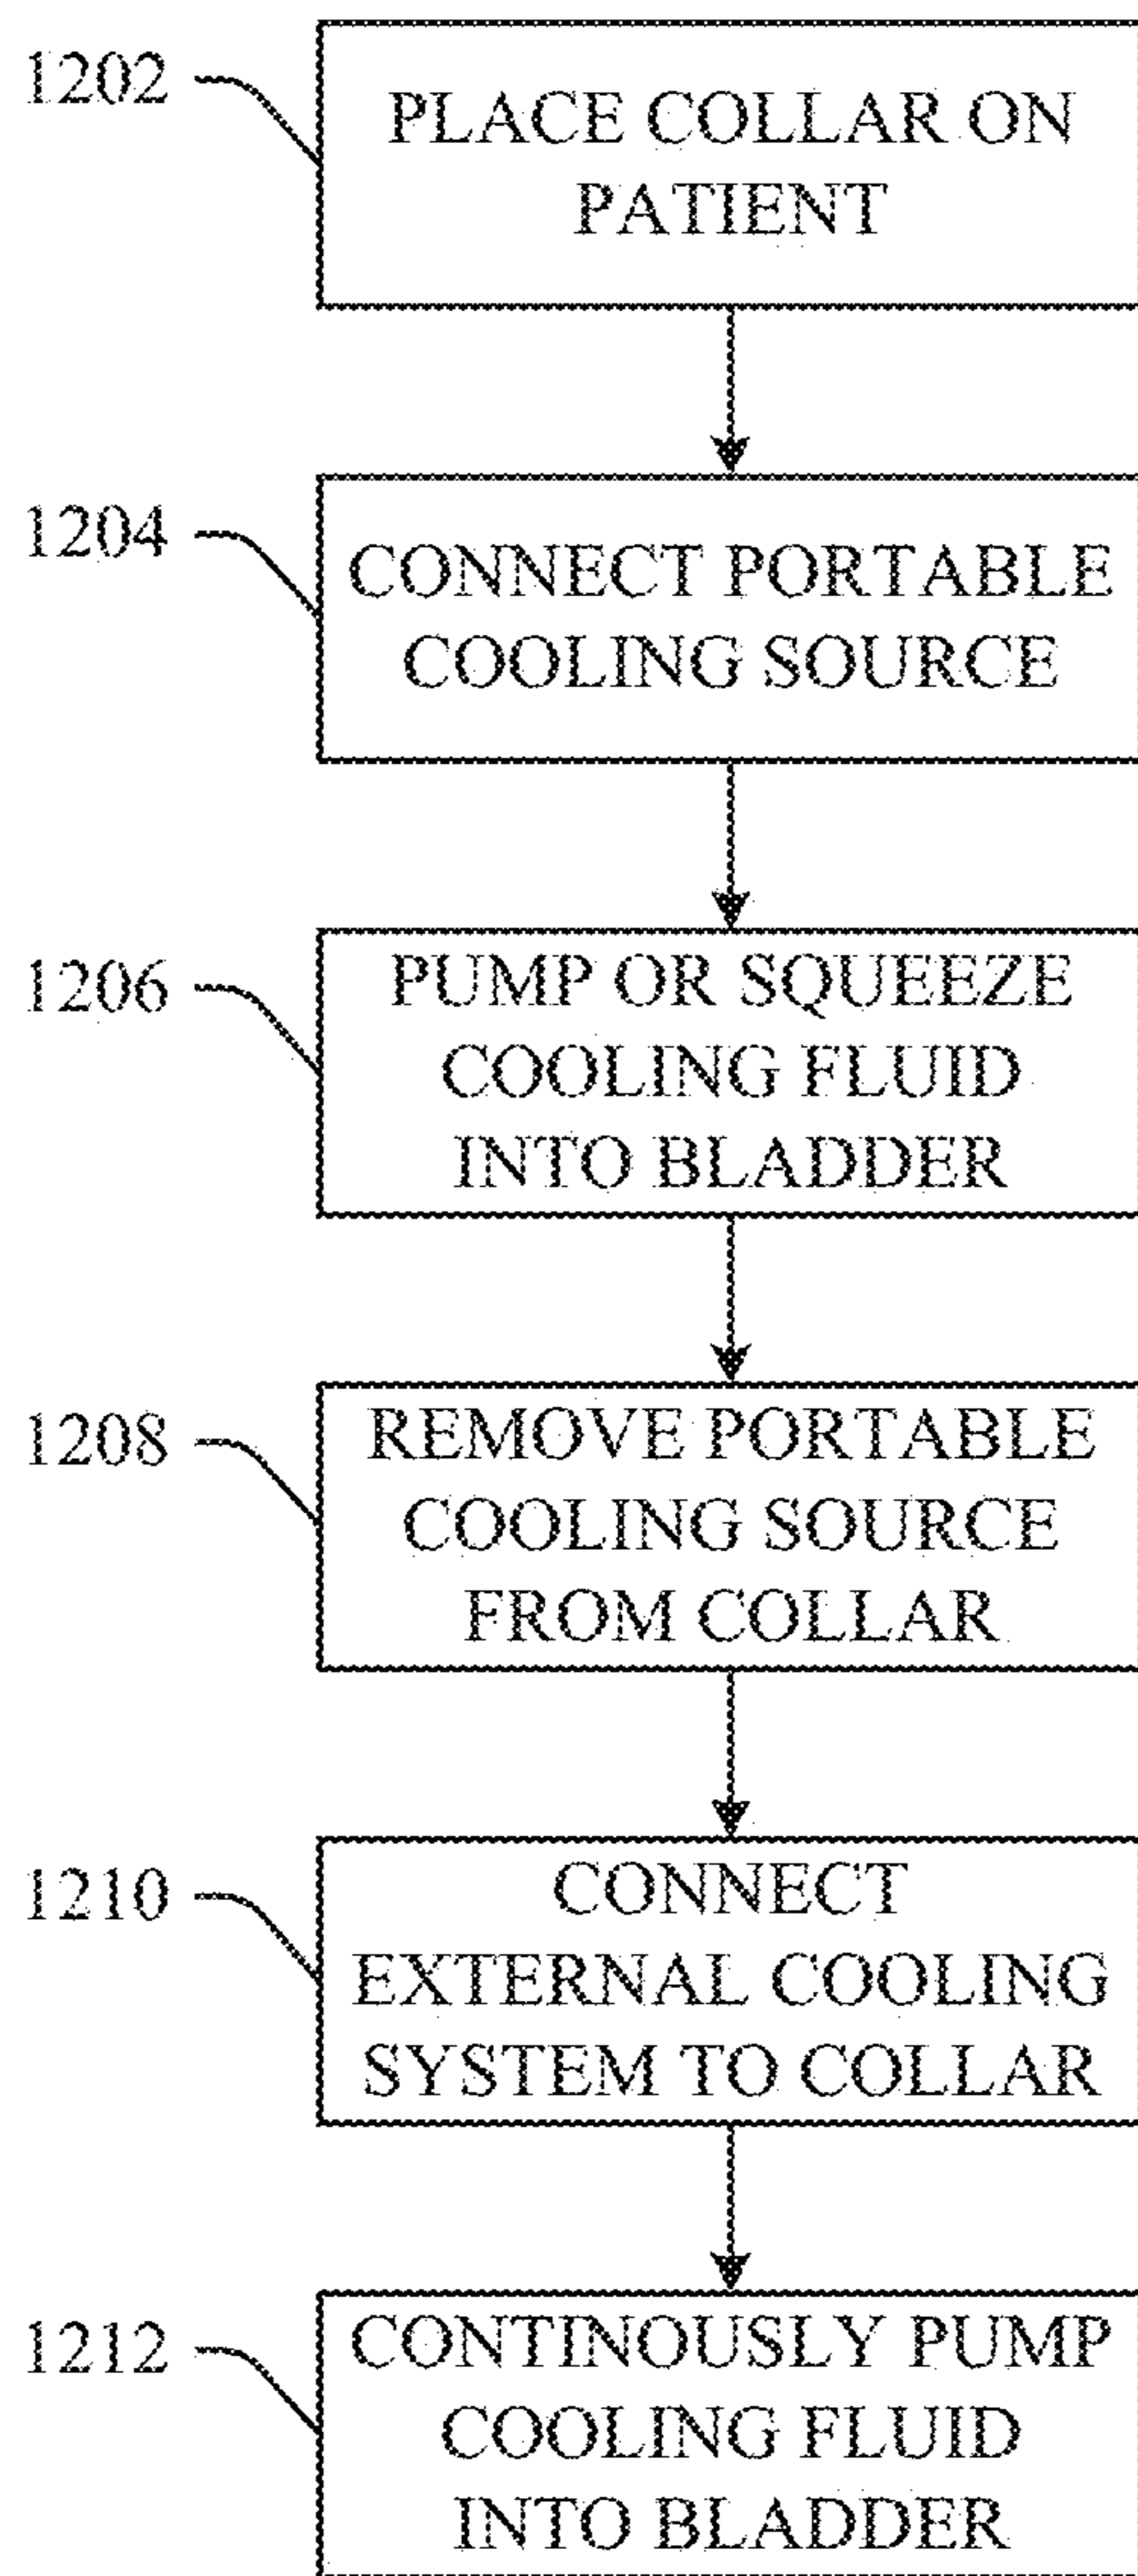 1202
PLACE COLLAR ON
PATIENT
1204
CONNECT PORTABLE
COOLING SOURCE
1206
PUMP OR SQUEEZE
COOLING FLUID
INTO BLADDER
1208
REMOVE PORTABLE
COOLING SOURCE
FROM COLLAR
1210
CONNECT
EXTERNAL COOLING
SYSTEM TO COLLAR
1212
CONTINOUSLY PUMP
COOLING FLUID
INTO BLADDER